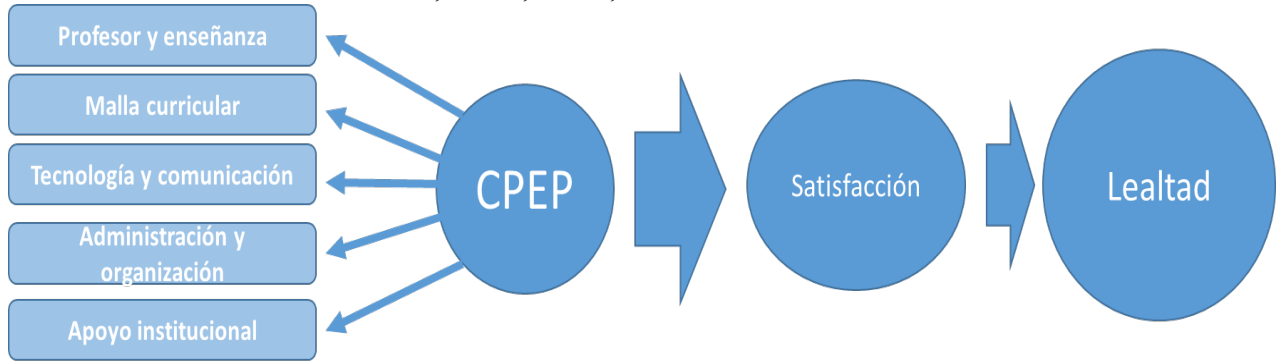 Profesor y enseñanza
Malla curricular
Tecnología y comunicación
Administración y
organización
Apoyo institucional
CPEP
Satisfacción
Lealtad